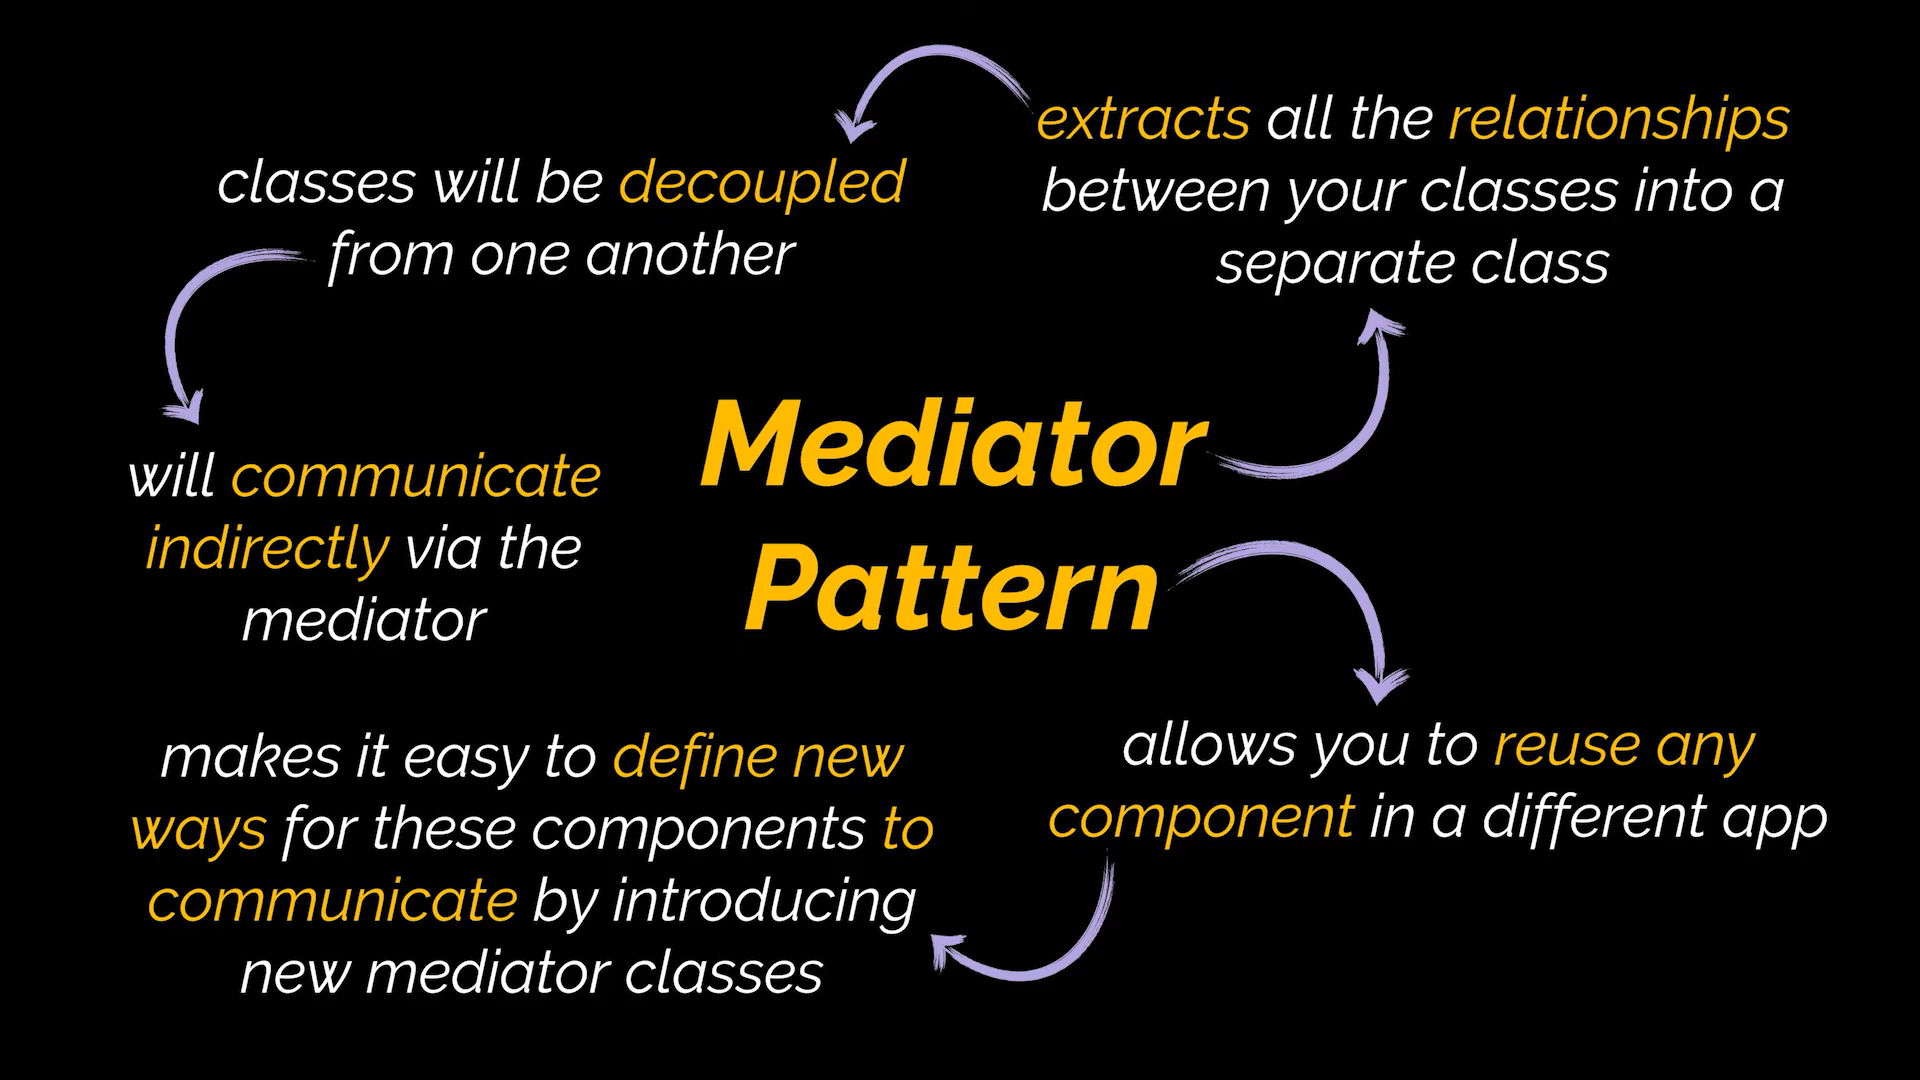 Mediator
Pattern
extracts all the relationships
between your classes into a
separate class
classes will be decoupled
from one another
will communicate
indirectly via the
mediator
allows you to reuse any
component in a different app
makes it easy to define new
ways for these components to
communicate by introducing
new mediator classes